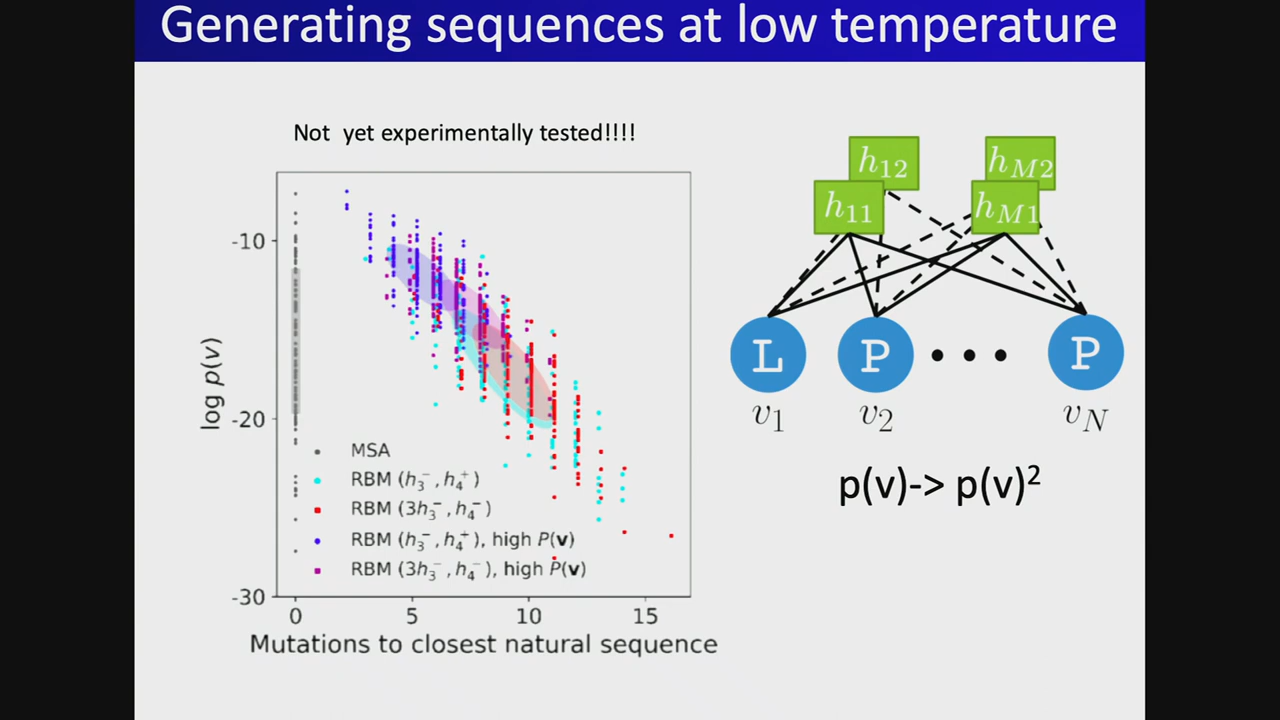 Generating sequences at low temperature
Not yet experimentally tested!!!!
-10
-20
-30
log p(v)
MSA
RBM (h₃⁻, h₄⁺)
RBM (3h₃⁻, h₄⁻)
RBM (h₃⁻, h₄⁺), high P(v)
RBM (3h₃⁻, h₄⁻), high P(v)
0 5 10 15
Mutations to closest natural sequence
h₁₂ h_M2
h₁₁ h_M1
L P • • • P
v₁ v₂ v_N
p(v)-> p(v)²